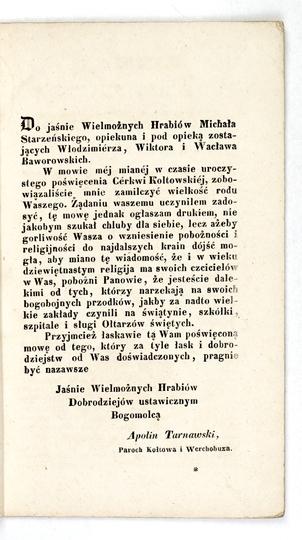 Do jaśnie Wielmożnych Hrabiów Michała
Starzeńskiego, opiekuna i pod opieką zosta-
jących Włodzimiérza, Wiktora i Wacława
Baworowskich.
W mowie méj mianéj w czasie uroczy-
stego poświęcenia Cérkwi Kołtowskiéj, zobo-
wiązaliście mnie zamilczyć wielkość rodu
Waszego. Żądaniu waszemu uczyniłem zado-
syć, tę mowę jednak ogłaszam drukiem, nie
jakobym szukał chluby dla siebie, lecz ażeby
gorliwość Wasza o wzniesienie pobożności i
religijności do najdalszych krain dójść mo-
gła, aby miano tę wiadomość, że i w wieku
dziewiętnastym religija ma swoich czcicielów
w Was, pobożni Panowie, że jesteście dale-
kimi od tych, którzy narzekają na swoich
bogobojnych przodków, jakby za nadto wiel-
kie zakłady czynili na świątynie, szkółki,
szpitale i sługi Ołtarzów świętych.
Przyjmcież łaskawie tą Wam poświęconą
mowę od tego, który za tyle łask i dobro-
dziejstw od Was doświadczonych, pragnie
być nazawsze
Jaśnie Wielmożnych Hrabiów
Dobrodziejów ustawicznym
Bogomolcą
Apolin Tarnawski,
Paroch Kołtowa i Werchobuza.
*